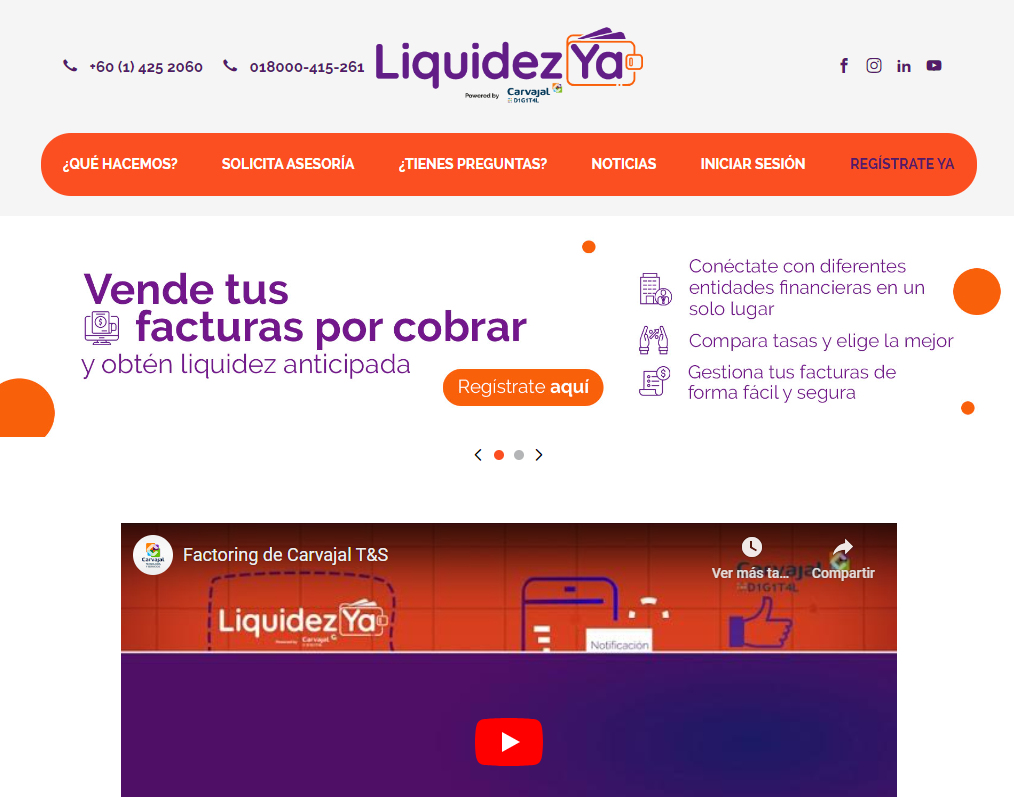 +60 (1) 425 2060
018000-415-261
LiquidezYa
Powered by Carvajal
D1G1T4L
¿QUÉ HACEMOS?
SOLICITA ASESORÍA
¿TIENES PREGUNTAS?
NOTICIAS
INICIAR SESIÓN
REGÍSTRATE YA
Vende tus
facturas por cobrar
y obtén liquidez anticipada
Regístrate aquí
Conéctate con diferentes
entidades financieras en un
solo lugar
Compara tasas y elige la mejor
Gestiona tus facturas de
forma fácil y segura
Carvajal
Factoring de Carvajal T&S
Ver más ta...
Compartir
Carvajal
D1G1T4L
LiquidezYa
Powered by Carvajal
Notificación